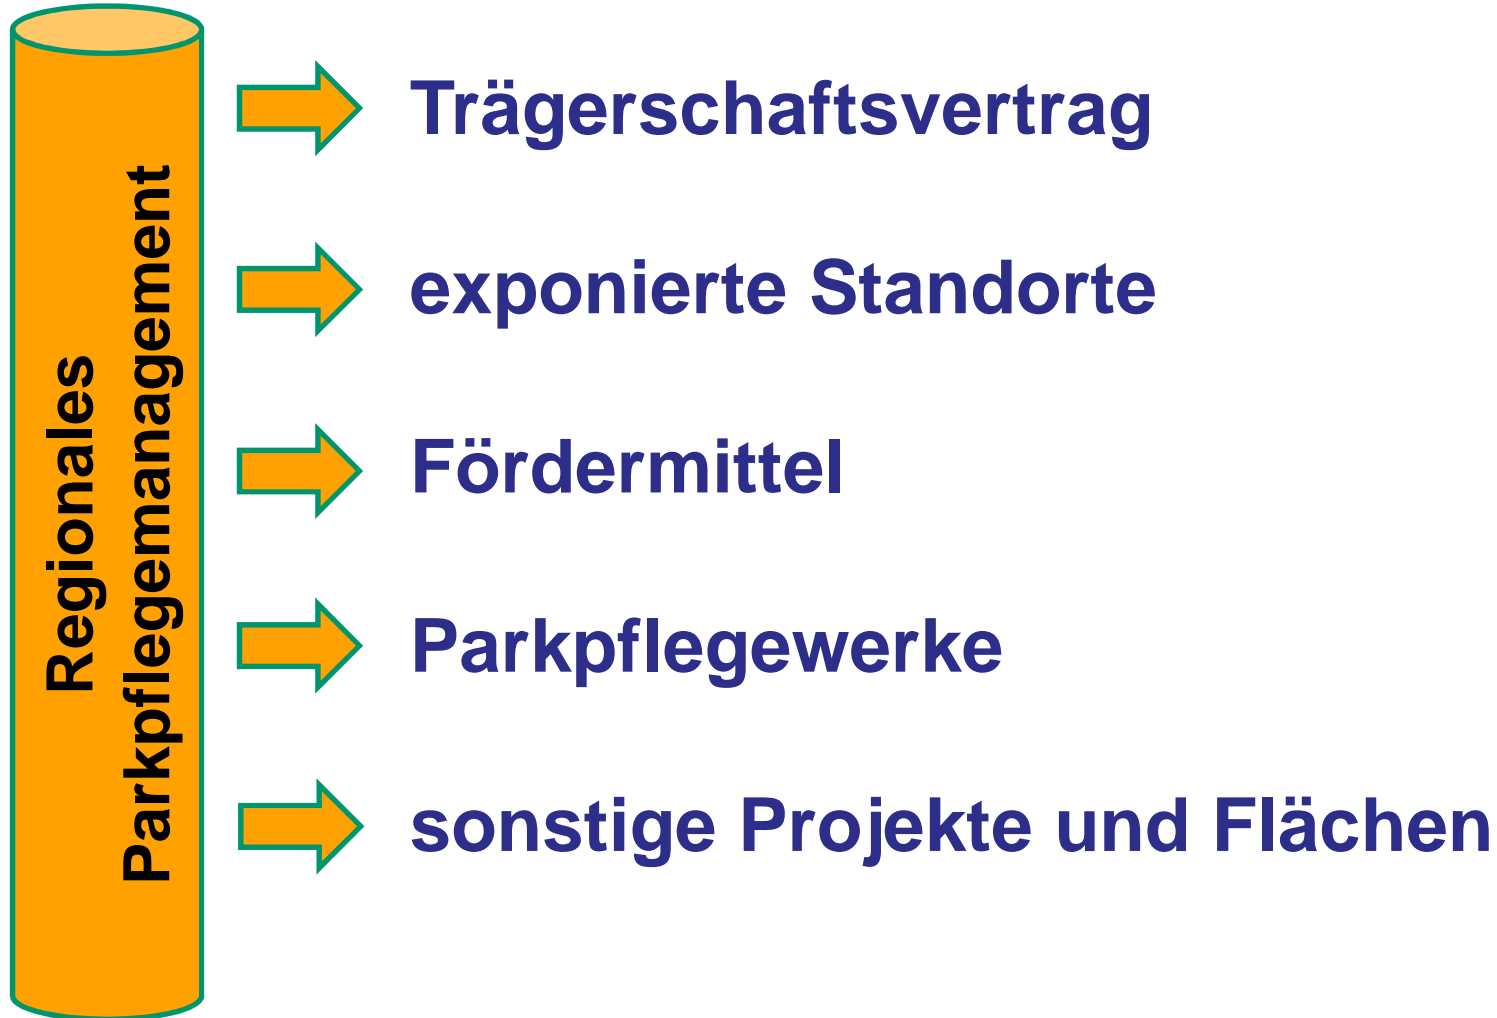 Regionales
Parkpflegemanagement
Trägerschaftsvertrag
exponierte Standorte
Fördermittel
Parkpflegewerke
sonstige Projekte und Flächen